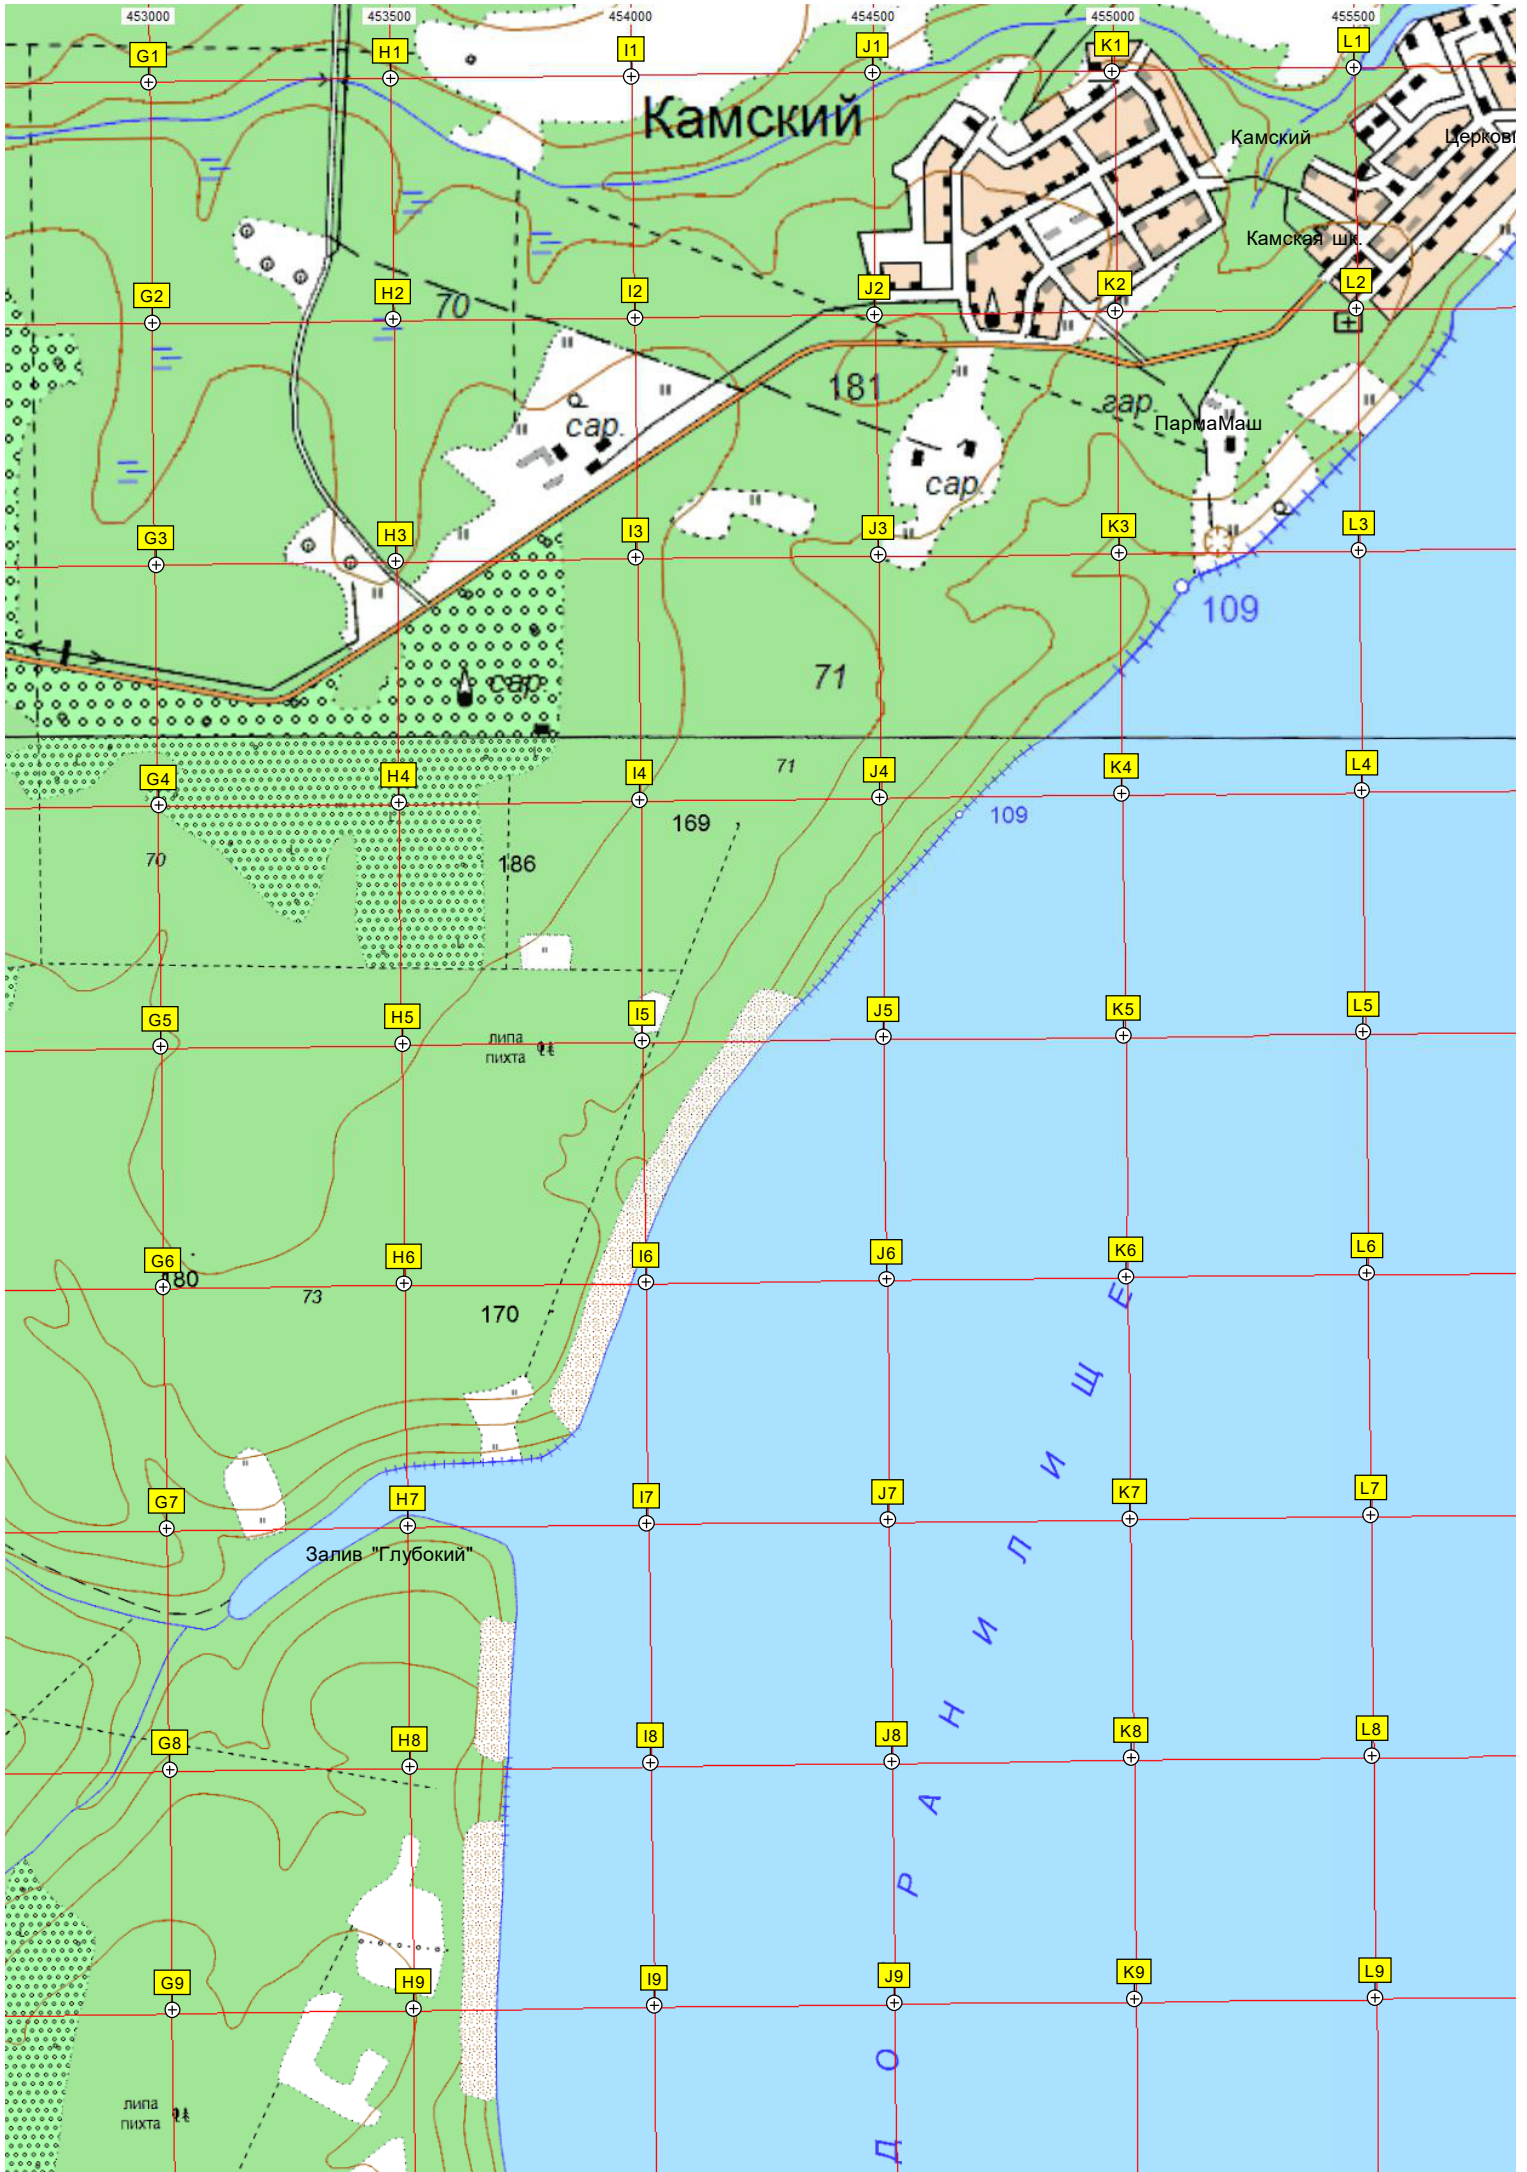 453000 453500 454000 454500 455000 455500
G1 H1 I1 J1 K1 L1
Камский
Камский
Камская шк.
G2 H2 I2 J2 K2 L2
70
181
гар.
сар.
ПармаМаш
сар.
G3 H3 I3 J3 K3 L3
109
71
сар.
G4 H4 I4 J4 K4 L4
71
109
169
70
186
G5 H5 I5 J5 K5 L5
липа
пихта
G6 H6 I6 J6 K6 L6
180
73
170
Е
Щ
И
G7 H7 I7 J7 K7 L7
Залив "Глубокий"
Л
И
Н
G8 H8 I8 J8 K8 L8
А
Р
G9 H9 I9 J9 K9 L9
О
липа
пихта
Д